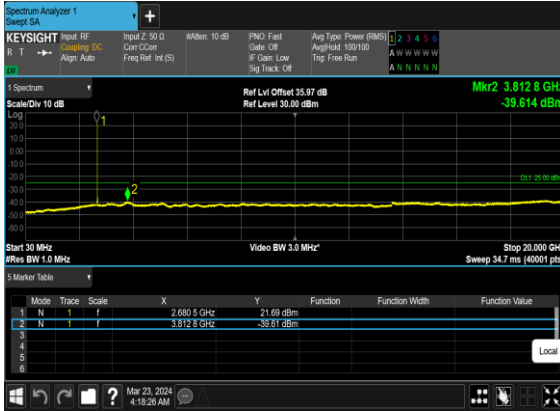 Spectrum Analyzer 1
Swept SA
+
KEYSIGHT Input: RF Input Z: 50 Ω #Atten: 10 dB PNO: Fast Avg Type: Power (RMS) 1 2 3 4 5 6
R T Coupling: DC Corr CCorr Gate: Off Avg|Hold: 100/100 A W W W W W
Align: Auto Freq Ref: Int (S) IF Gain: Low Trig: Free Run
Sig Track: Off A N N N N N
1 Spectrum Ref Lvl Offset 35.97 dB Mkr2 3.812 8 GHz
Scale/Div 10 dB Ref Level 30.00 dBm -39.614 dBm
Log
20.0
10.0
0.00
-10.0
-20.0
-30.0
-40.0
-50.0
-60.0
1
2
DL1 -25.00 dBm
Start 30 MHz Video BW 3.0 MHz* Stop 20.000 GH
#Res BW 1.0 MHz Sweep 34.7 ms (40001 pts
5 Marker Table
Mode Trace Scale X Y Function Function Width Function Value
1 N 1 f 2.680 5 GHz 21.69 dBm
2 N 1 f 3.812 8 GHz -39.61 dBm
3
4
5
6
Local
? Mar 23, 2024
4:18:26 AM